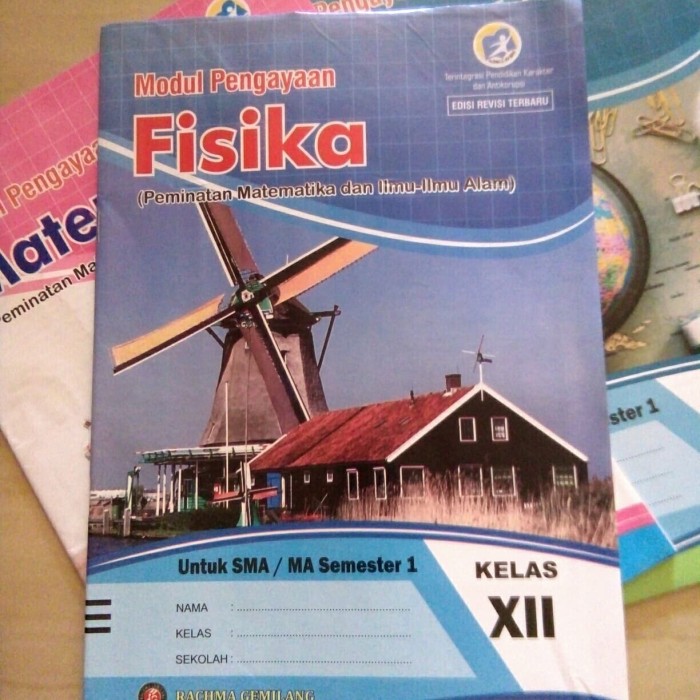 Modul Pengayaan
Fisika
(Peminatan Matematika dan Ilmu-Ilmu Alam)
Terintegrasi Pendidikan Karakter
dan Antikorupsi
EDISI REVISI TERBARU
Untuk SMA / MA Semester 1
KELAS
XII
NAMA : ..........................................................
KELAS : ..........................................................
SEKOLAH : ..........................................................
RACHMA GEMILANG
Pengayaa
Mate
Peminatan Ma
Pengay
ster 1